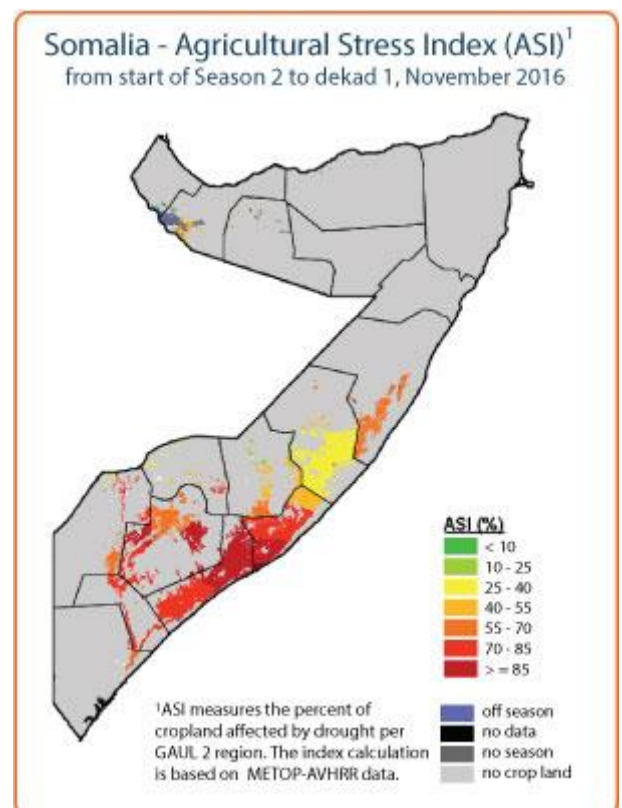 Somalia - Agricultural Stress Index (ASI)¹
from start of Season 2 to dekad 1, November 2016
ASI (%)
< 10
10 - 25
25 - 40
40 - 55
55 - 70
70 - 85
> = 85
¹ASI measures the percent of
cropland affected by drought per
GAUL 2 region. The index calculation
is based on METOP-AVHRR data.
off season
no data
no season
no crop land